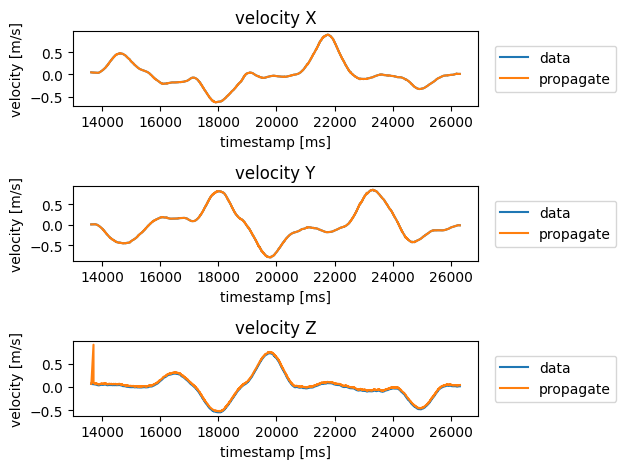 velocity X
velocity [m/s]
0.5
0.0
−0.5
14000 16000 18000 20000 22000 24000 26000
timestamp [ms]
data
propagate
velocity Y
velocity [m/s]
0.5
0.0
−0.5
14000 16000 18000 20000 22000 24000 26000
timestamp [ms]
data
propagate
velocity Z
velocity [m/s]
0.5
0.0
−0.5
14000 16000 18000 20000 22000 24000 26000
timestamp [ms]
data
propagate